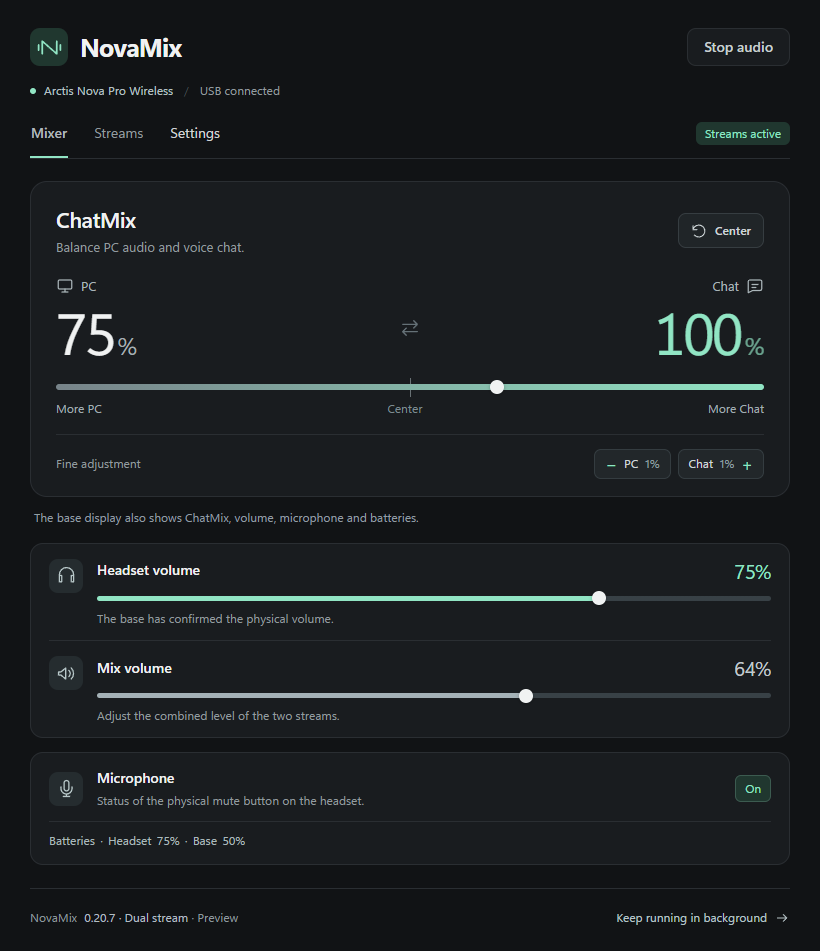 NovaMix
Stop audio
Arctis Nova Pro Wireless / USB connected
Mixer Streams Settings Streams active
ChatMix
Balance PC audio and voice chat.
Center
PC Chat
75% 100%
More PC Center More Chat
Fine adjustment – PC 1% Chat 1% +
The base display also shows ChatMix, volume, microphone and batteries.
Headset volume 75%
The base has confirmed the physical volume.
Mix volume 64%
Adjust the combined level of the two streams.
Microphone
Status of the physical mute button on the headset.
On
Batteries · Headset 75% · Base 50%
NovaMix 0.20.7 · Dual stream · Preview Keep running in background →